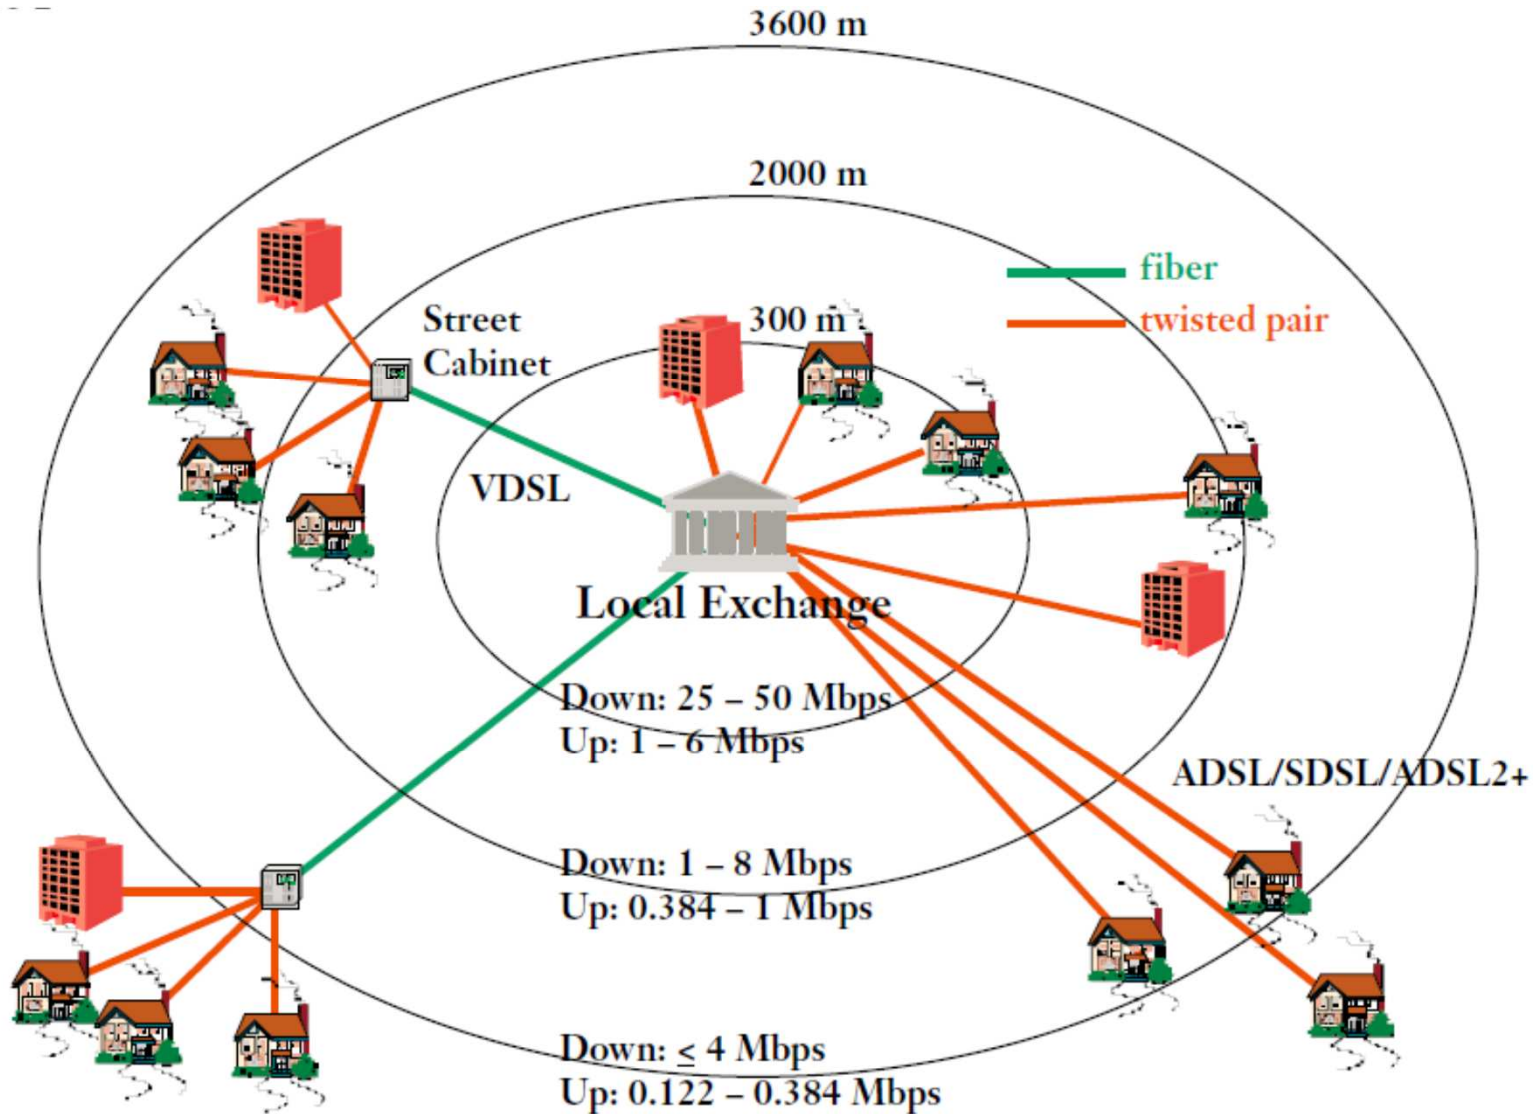 3600 m
2000 m
fiber
300 m
twisted pair
Street
Cabinet
VDSL
Local Exchange
Down: 25 – 50 Mbps
Up: 1 – 6 Mbps
ADSL/SDSL/ADSL2+
Down: 1 – 8 Mbps
Up: 0.384 – 1 Mbps
Down: ≤ 4 Mbps
Up: 0.122 – 0.384 Mbps